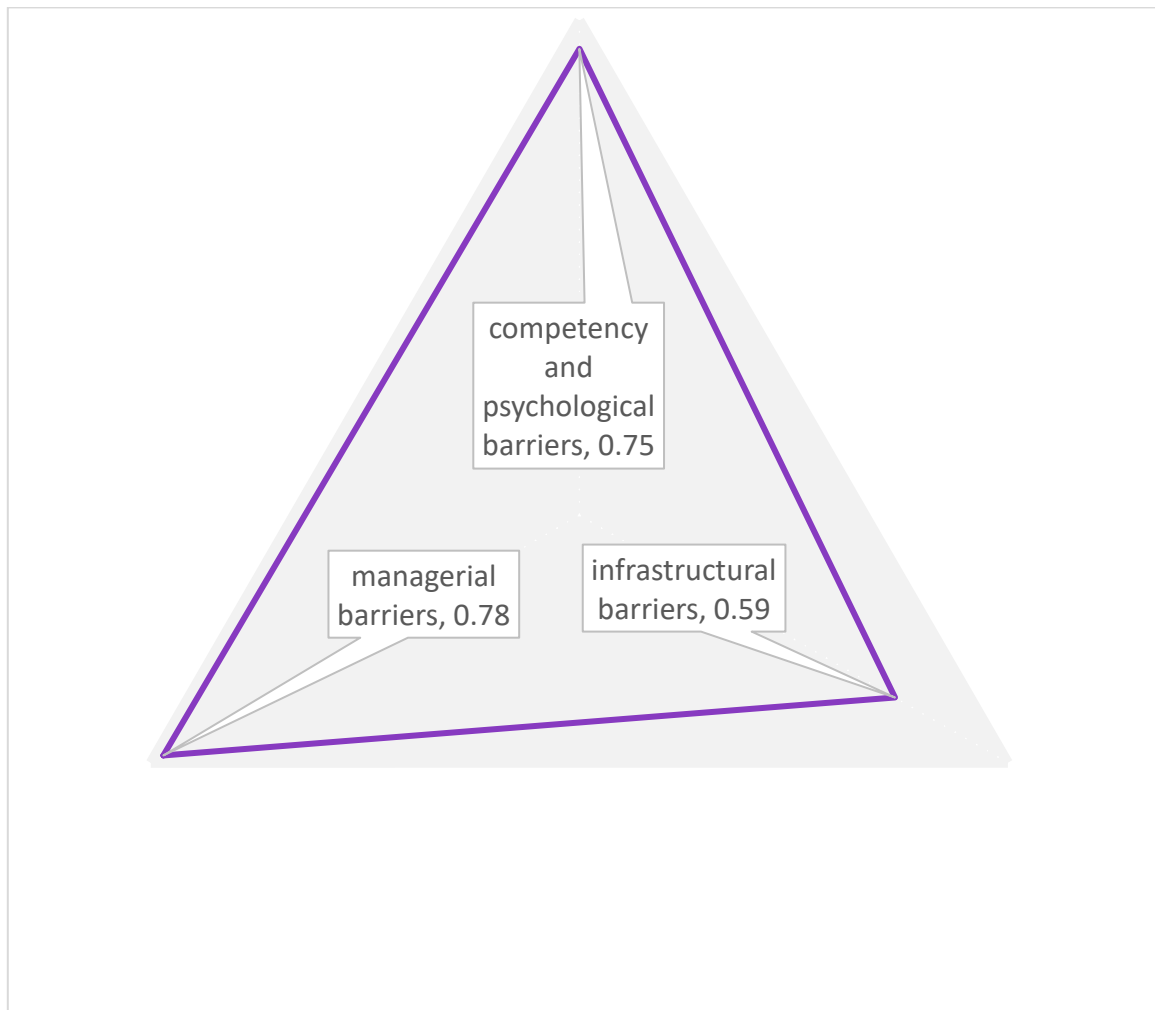 competency
and
psychological
barriers, 0.75
managerial
barriers, 0.78
infrastructural
barriers, 0.59